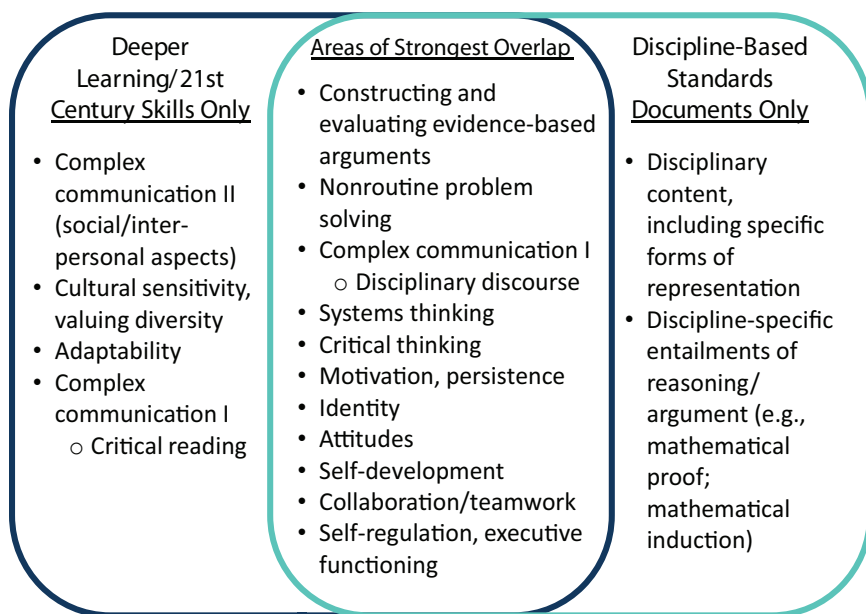 Deeper
Learning/21st
Century Skills Only
• Complex
communication II
(social/inter-
personal aspects)
• Cultural sensitivity,
valuing diversity
• Adaptability
• Complex
communication I
○ Critical reading
Areas of Strongest Overlap
• Constructing and
evaluating evidence-based
arguments
• Nonroutine problem
solving
• Complex communication I
○ Disciplinary discourse
• Systems thinking
• Critical thinking
• Motivation, persistence
• Identity
• Attitudes
• Self-development
• Collaboration/teamwork
• Self-regulation, executive
functioning
Discipline-Based
Standards
Documents Only
• Disciplinary
content,
including specific
forms of
representation
• Discipline-specific
entailments of
reasoning/
argument (e.g.,
mathematical
proof;
mathematical
induction)